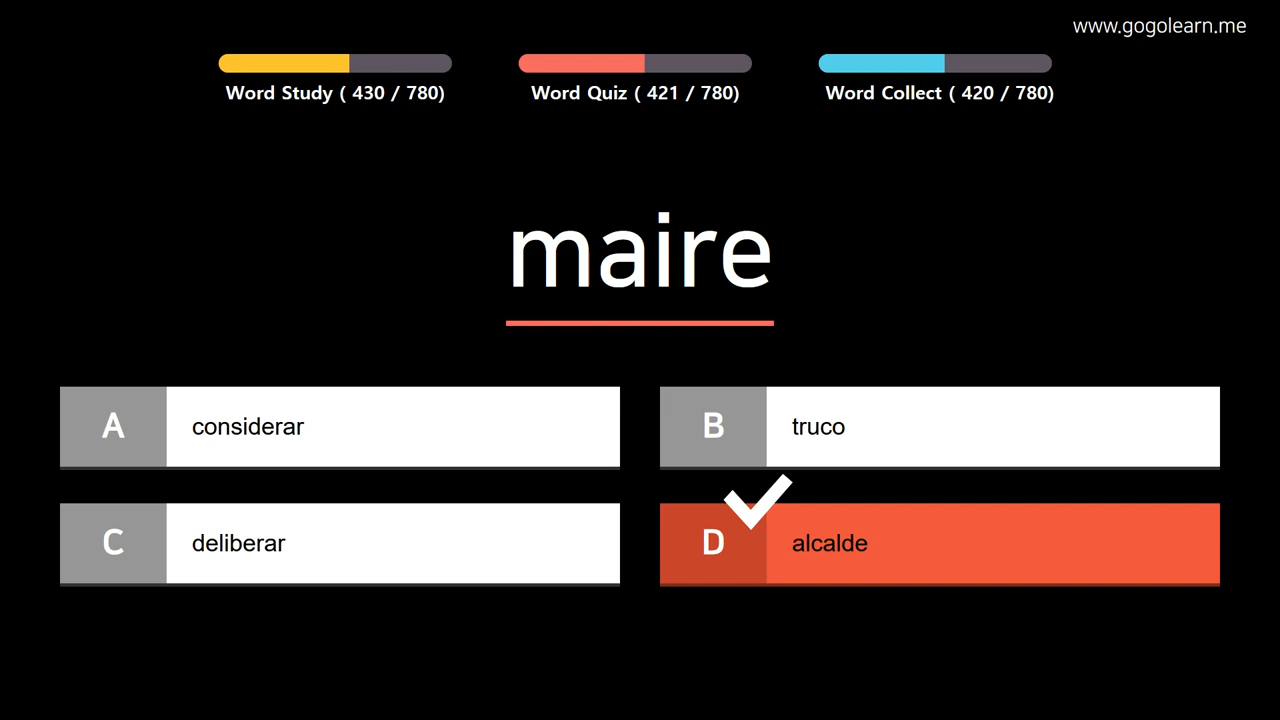 www.gogolearn.me
Word Study ( 430 / 780)
Word Quiz ( 421 / 780)
Word Collect ( 420 / 780)
maire
A considerar
B truco
C deliberar
D alcalde